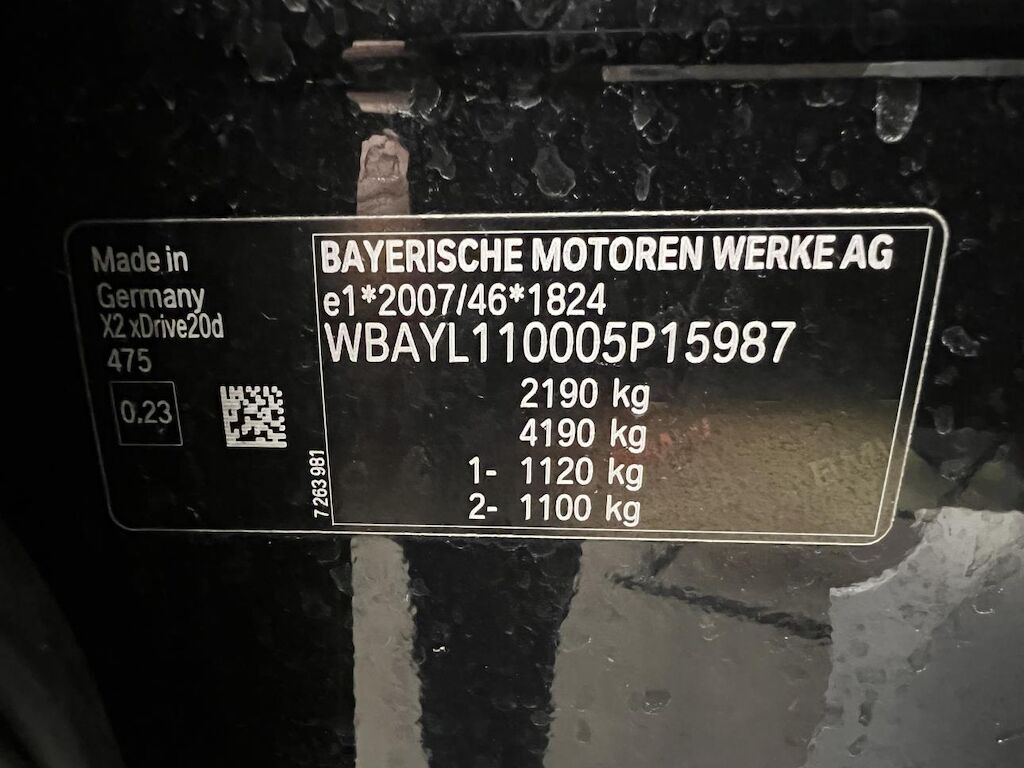 Made in
Germany
X2 xDrive20d
475
0.23
7 263 981
BAYERISCHE MOTOREN WERKE AG
e1*2007/46*1824
WBAYL110005P15987
2190 kg
4190 kg
1- 1120 kg
2- 1100 kg